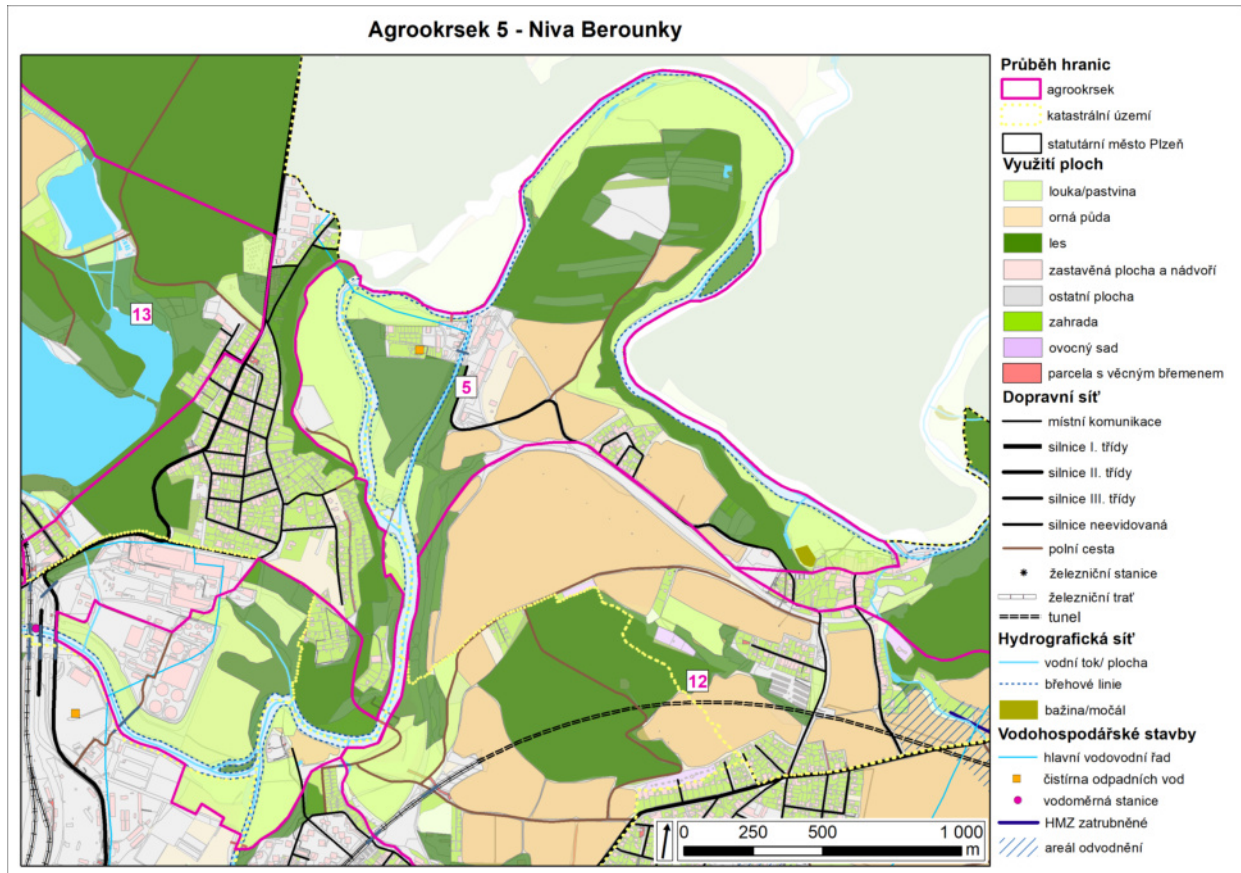 Agrookrsek 5 - Niva Berounky
13
5
12
0 250 500 1 000
m
Průběh hranic
agrookrsek
katastrální území
statutární město Plzeň
Využití ploch
louka/pastvina
orná půda
les
zastavěná plocha a nádvoří
ostatní plocha
zahrada
ovocný sad
parcela s věcným břemenem
Dopravní síť
místní komunikace
silnice I. třídy
silnice II. třídy
silnice III. třídy
silnice neevidovaná
polní cesta
železniční stanice
železniční trať
tunel
Hydrografická síť
vodní tok/ plocha
břehové linie
bažina/močál
Vodohospodářské stavby
hlavní vodovodní řad
čistírna odpadních vod
vodoměrná stanice
HMZ zatrubněné
areál odvodnění